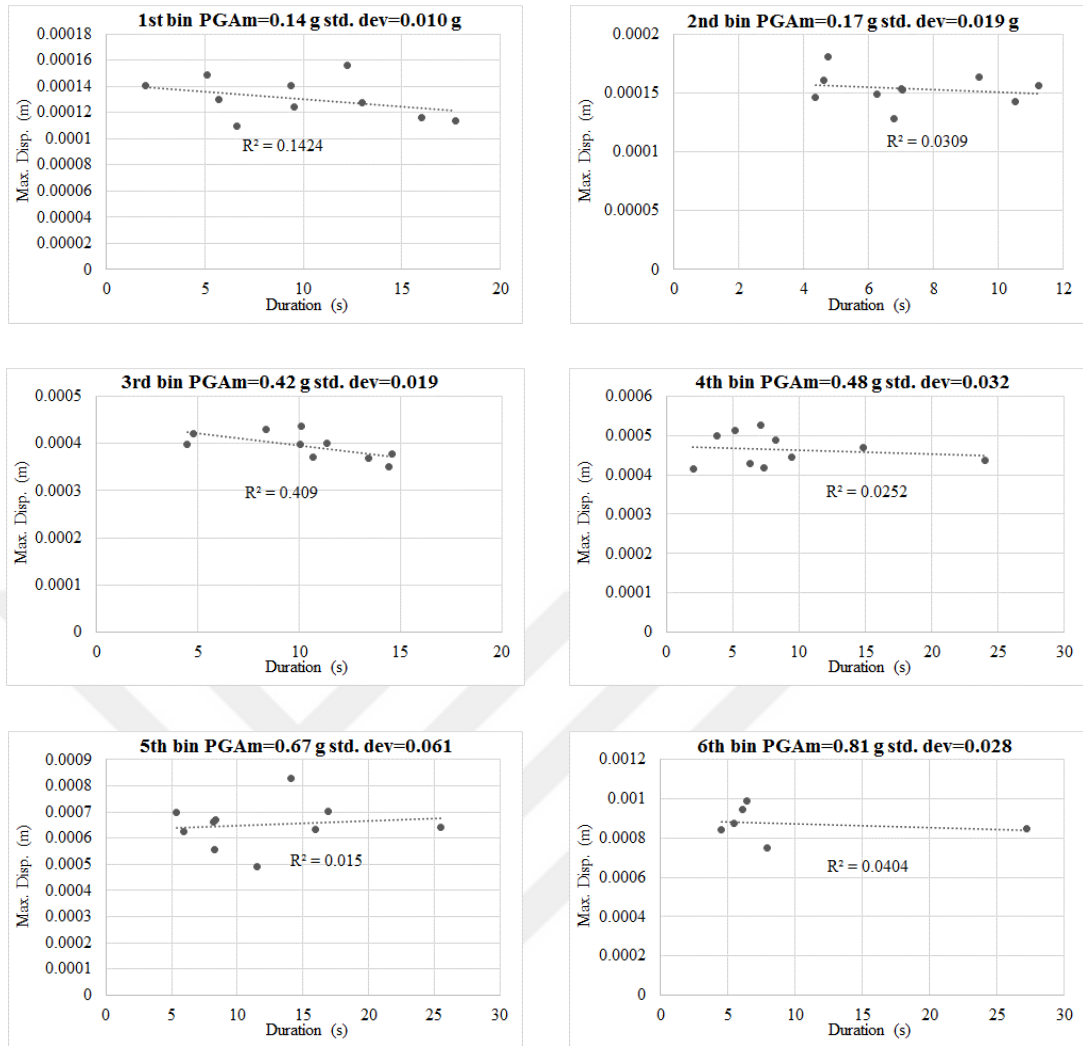 1st bin PGAm=0.14 g std. dev=0.010 g
0.00018
0.00016
0.00014
0.00012
0.0001
0.00008
0.00006
0.00004
0.00002
0
Max. Disp. (m)
R² = 0.1424
0 5 10 15 20
Duration (s)
2nd bin PGAm=0.17 g std. dev=0.019 g
0.0002
0.00015
0.0001
0.00005
0
Max. Disp. (m)
R² = 0.0309
0 2 4 6 8 10 12
Duration (s)
3rd bin PGAm=0.42 g std. dev=0.019
0.0005
0.0004
0.0003
0.0002
0.0001
0
Max. Disp. (m)
R² = 0.409
0 5 10 15 20
Duration (s)
4th bin PGAm=0.48 g std. dev=0.032
0.0006
0.0005
0.0004
0.0003
0.0002
0.0001
0
Max. Disp. (m)
R² = 0.0252
0 5 10 15 20 25 30
Duration (s)
5th bin PGAm=0.67 g std. dev=0.061
0.0009
0.0008
0.0007
0.0006
0.0005
0.0004
0.0003
0.0002
0.0001
0
Max. Disp. (m)
R² = 0.015
0 5 10 15 20 25 30
Duration (s)
6th bin PGAm=0.81 g std. dev=0.028
0.0012
0.001
0.0008
0.0006
0.0004
0.0002
0
Max. Disp. (m)
R² = 0.0404
0 5 10 15 20 25 30
Duration (s)